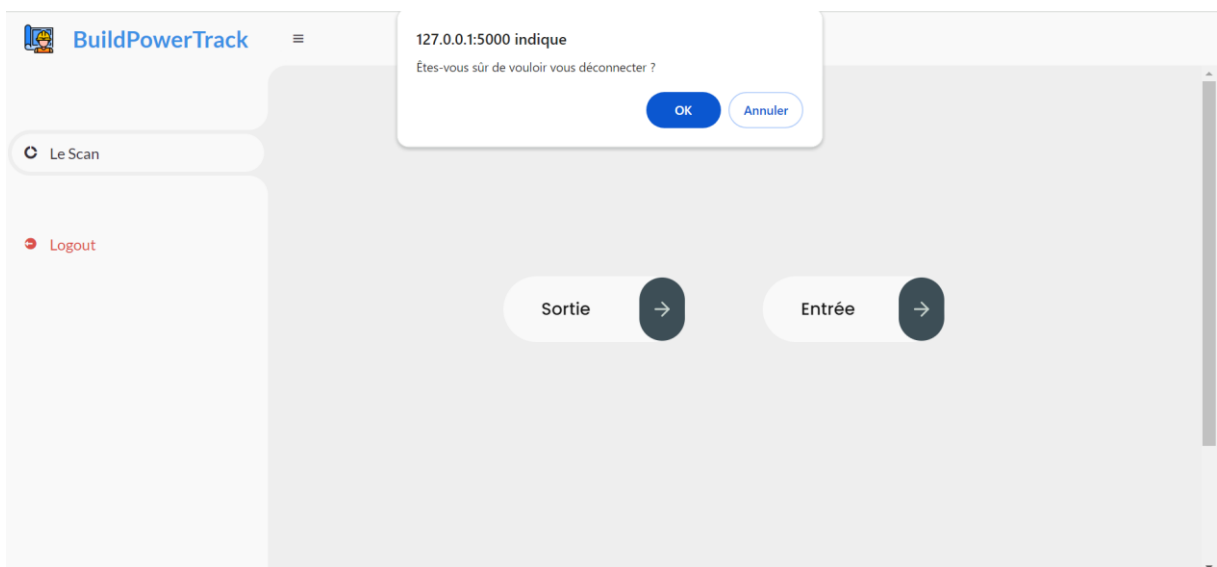 BuildPowerTrack
127.0.0.1:5000 indique
Êtes-vous sûr de vouloir vous déconnecter ?
OK Annuler
Le Scan
Logout
Sortie Entrée